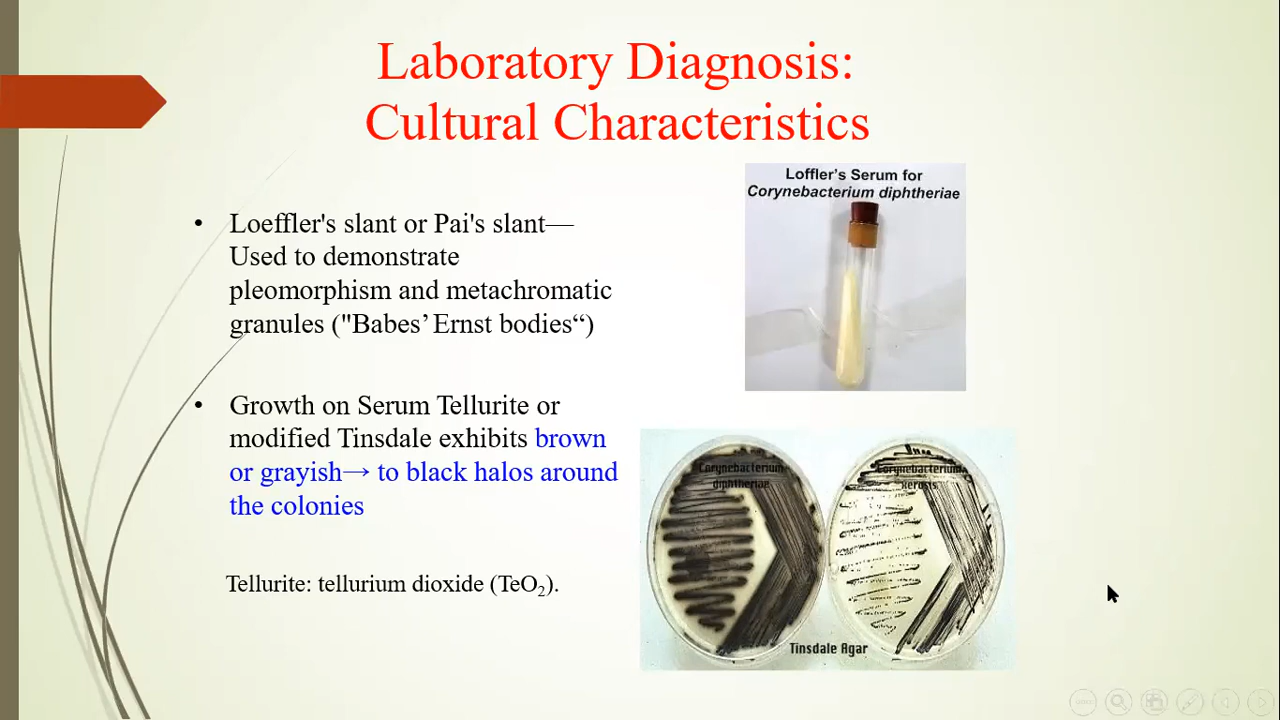 Laboratory Diagnosis:
Cultural Characteristics
• Loeffler's slant or Pai's slant—
Used to demonstrate
pleomorphism and metachromatic
granules ("Babes’ Ernst bodies“)
• Growth on Serum Tellurite or
modified Tinsdale exhibits brown
or grayish→ to black halos around
the colonies
Tellurite: tellurium dioxide (TeO₂).
Loffler’s Serum for
Corynebacterium diphtheriae
Corynebacterium
diphtheriae
Corynebacterium
xerosis
Tinsdale Agar